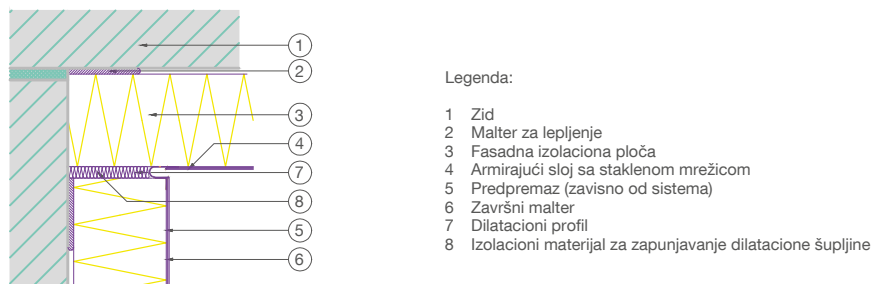 1
2
3
4
7
8
5
6
Legenda:
1 Zid
2 Malter za lepljenje
3 Fasadna izolaciona ploča
4 Armirajući sloj sa staklenom mrežicom
5 Predpremaz (zavisno od sistema)
6 Završni malter
7 Dilatacioni profil
8 Izolacioni materijal za zapunjavanje dilatacione šupljine